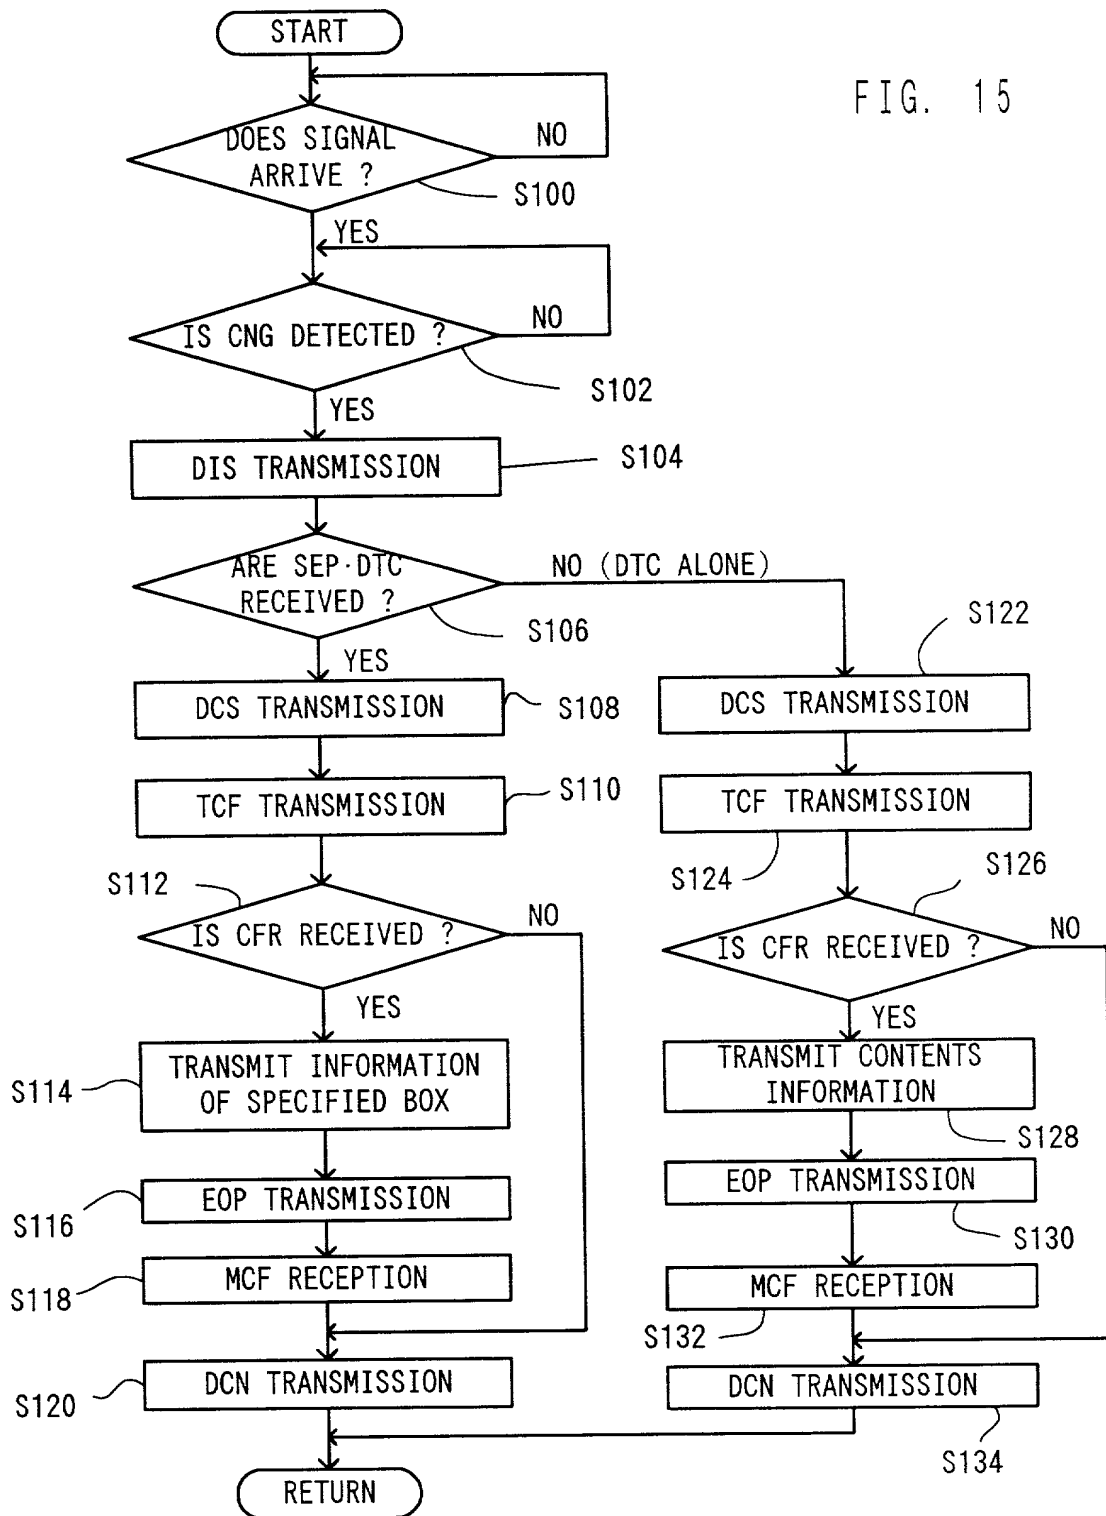 START
FIG. 15
DOES SIGNAL
ARRIVE ?
NO
S100
YES
IS CNG DETECTED ?
NO
S102
YES
DIS TRANSMISSION
S104
ARE SEP·DTC
RECEIVED ?
NO (DTC ALONE)
S106
YES
S122
DCS TRANSMISSION
S108
DCS TRANSMISSION
TCF TRANSMISSION
S110
TCF TRANSMISSION
S124
S112
IS CFR RECEIVED ?
NO
S126
IS CFR RECEIVED ?
NO
YES
YES
S114
TRANSMIT INFORMATION
OF SPECIFIED BOX
TRANSMIT CONTENTS
INFORMATION
S128
S116
EOP TRANSMISSION
EOP TRANSMISSION
S130
S118
MCF RECEPTION
MCF RECEPTION
S132
S120
DCN TRANSMISSION
DCN TRANSMISSION
S134
RETURN